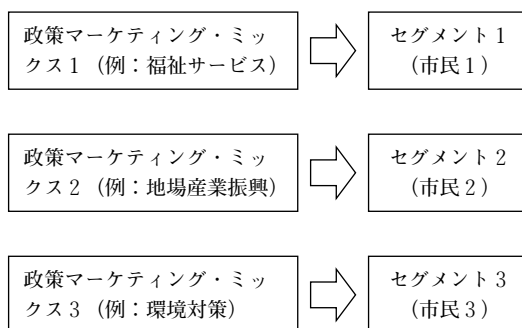 政策マーケティング・ミッ
クス1（例：福祉サービス）
セグメント1
（市民1）
政策マーケティング・ミッ
クス2（例：地場産業振興）
セグメント2
（市民2）
政策マーケティング・ミッ
クス3（例：環境対策）
セグメント3
（市民3）